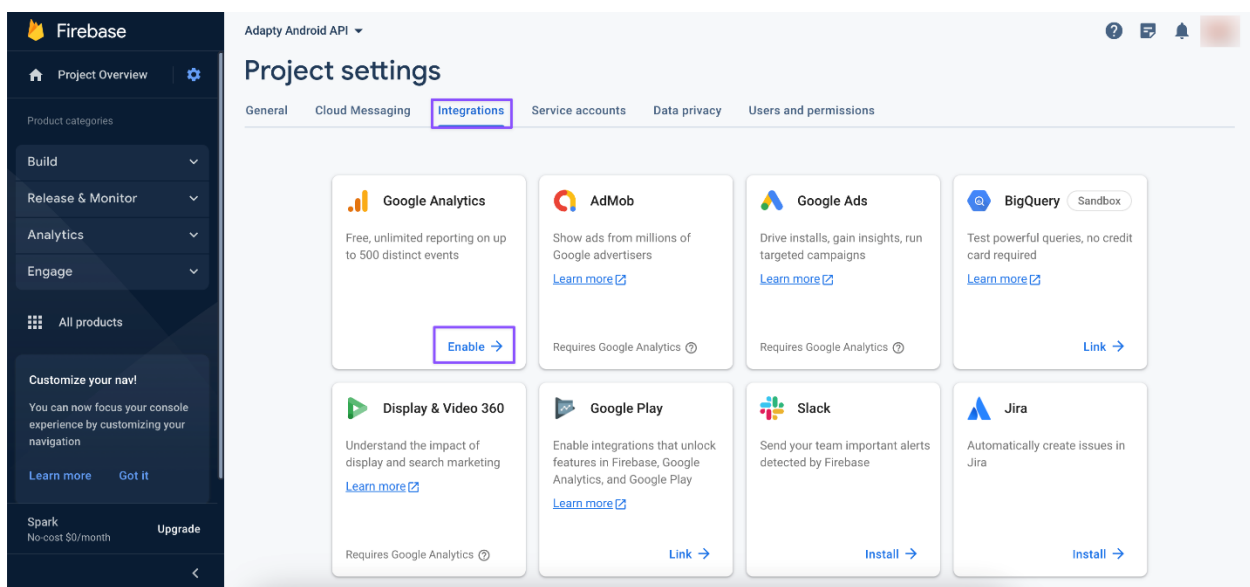 Firebase
Project Overview
Product categories
Build
Release & Monitor
Analytics
Engage
All products
Customize your nav!
You can now focus your console
experience by customizing your
navigation
Learn more Got it
Spark
No-cost $0/month
Upgrade
Adapty Android API
Project settings
General Cloud Messaging Integrations Service accounts Data privacy Users and permissions
Google Analytics
Free, unlimited reporting on up
to 500 distinct events
Enable
AdMob
Show ads from millions of
Google advertisers
Learn more
Requires Google Analytics
Google Ads
Drive installs, gain insights, run
targeted campaigns
Learn more
Requires Google Analytics
BigQuery Sandbox
Test powerful queries, no credit
card required
Learn more
Link
Display & Video 360
Understand the impact of
display and search marketing
Learn more
Requires Google Analytics
Google Play
Enable integrations that unlock
features in Firebase, Google
Analytics, and Google Play
Learn more
Link
Slack
Send your team important alerts
detected by Firebase
Install
Jira
Automatically create issues in
Jira
Install